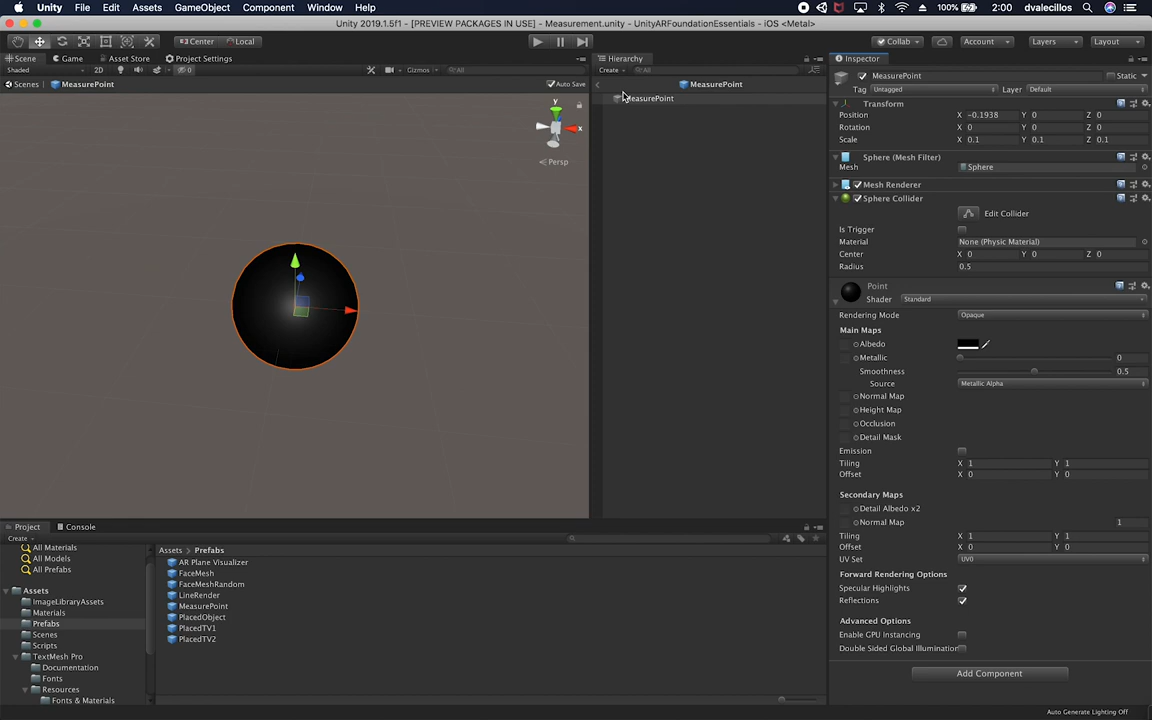 Unity File Edit Assets GameObject Component Window Help 100% 2:00 dvalecillos
Unity 2019.1.5f1 - [PREVIEW PACKAGES IN USE] - Measurement.unity - UnityARFoundationEssentials - iOS <Metal>
Center Local Collab Account Layers Layout
Scene Game Asset Store Project Settings
Shaded 2D Gizmos All
Scenes MeasurePoint Auto Save
y
x
Persp
Hierarchy
Create All
MeasurePoint
MeasurePoint
Inspector
MeasurePoint Static
Tag Untagged Layer Default
Transform
Position X -0.1938 Y 0 Z 0
Rotation X 0 Y 0 Z 0
Scale X 0.1 Y 0.1 Z 0.1
Sphere (Mesh Filter)
Mesh Sphere
Mesh Renderer
Sphere Collider
Edit Collider
Is Trigger
Material None (Physic Material)
Center X 0 Y 0 Z 0
Radius 0.5
Point
Shader Standard
Rendering Mode Opaque
Main Maps
Albedo
Metallic 0
Smoothness 0.5
Source Metallic Alpha
Normal Map
Height Map
Occlusion
Detail Mask
Emission
Tiling X 1 Y 1
Offset X 0 Y 0
Secondary Maps
Detail Albedo x2
Normal Map 1
Tiling X 1 Y 1
Offset X 0 Y 0
UV Set UV0
Forward Rendering Options
Specular Highlights
Reflections
Advanced Options
Enable GPU Instancing
Double Sided Global Illumination
Add Component
Project Console
Create
All Materials
All Models
All Prefabs
Assets
ImageLibraryAssets
Materials
Prefabs
Scenes
Scripts
TextMesh Pro
Documentation
Fonts
Resources
Fonts & Materials
Assets Prefabs
AR Plane Visualizer
FaceMesh
FaceMeshRandom
LineRender
MeasurePoint
PlacedObject
PlacedTV1
PlacedTV2
Auto Generate Lighting Off